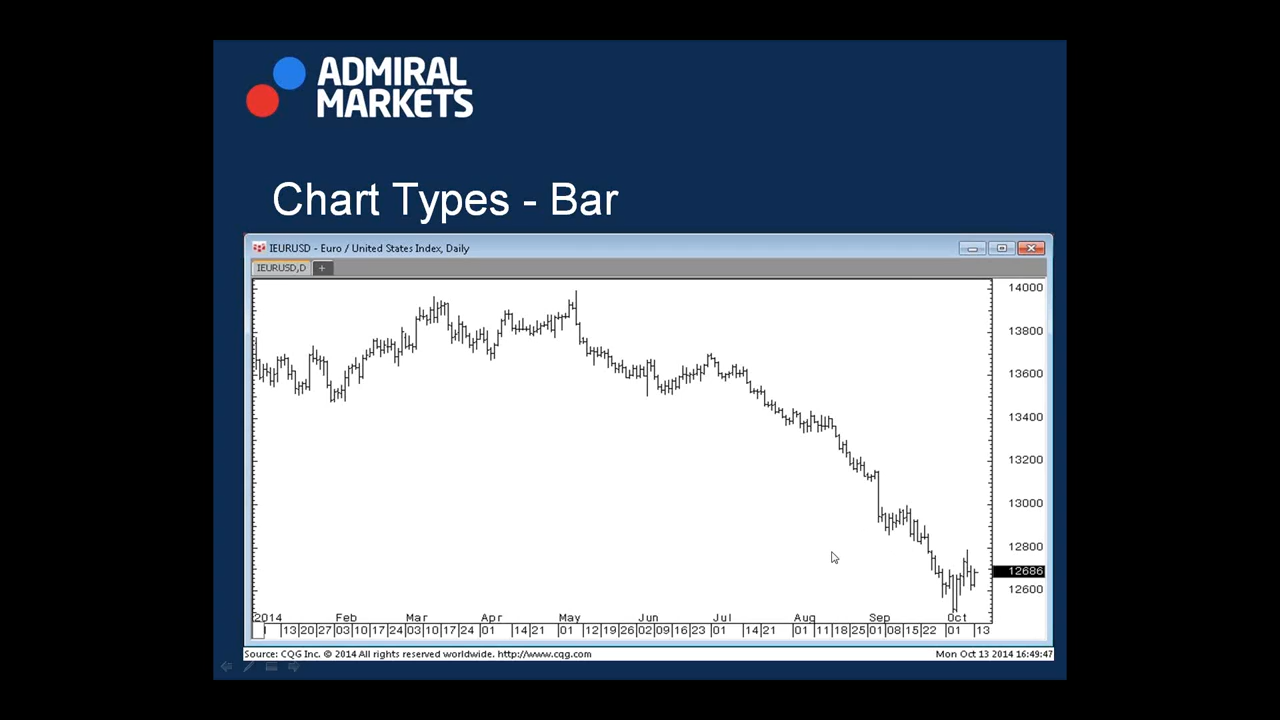 ADMIRAL
MARKETS
Chart Types - Bar
IEURUSD - Euro / United States Index, Daily
IEURUSD,D +
14000
13800
13600
13400
13200
13000
12800
12686
12600
2014 Feb Mar Apr May Jun Jul Aug Sep Oct
13 20 27 03 10 17 24 03 10 17 24 01 14 21 01 12 19 26 02 09 16 23 01 14 21 01 11 18 25 01 08 15 22 01 13
Source: CQG Inc. © 2014 All rights reserved worldwide. http://www.cqg.com Mon Oct 13 2014 16:49:47